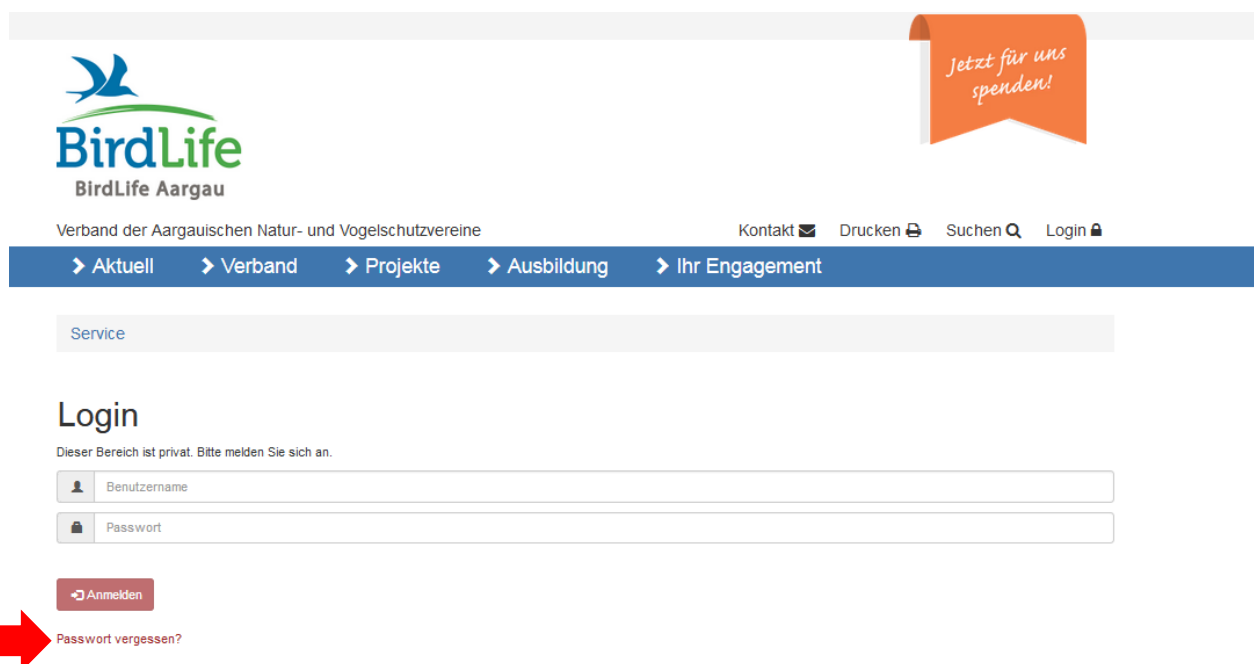 Jetzt für uns
spenden!
BirdLife
BirdLife Aargau
Verband der Aargauischen Natur- und Vogelschutzvereine
Kontakt Drucken Suchen Login
Aktuell Verband Projekte Ausbildung Ihr Engagement
Service
Login
Dieser Bereich ist privat. Bitte melden Sie sich an.
Benutzername
Passwort
Anmelden
Passwort vergessen?